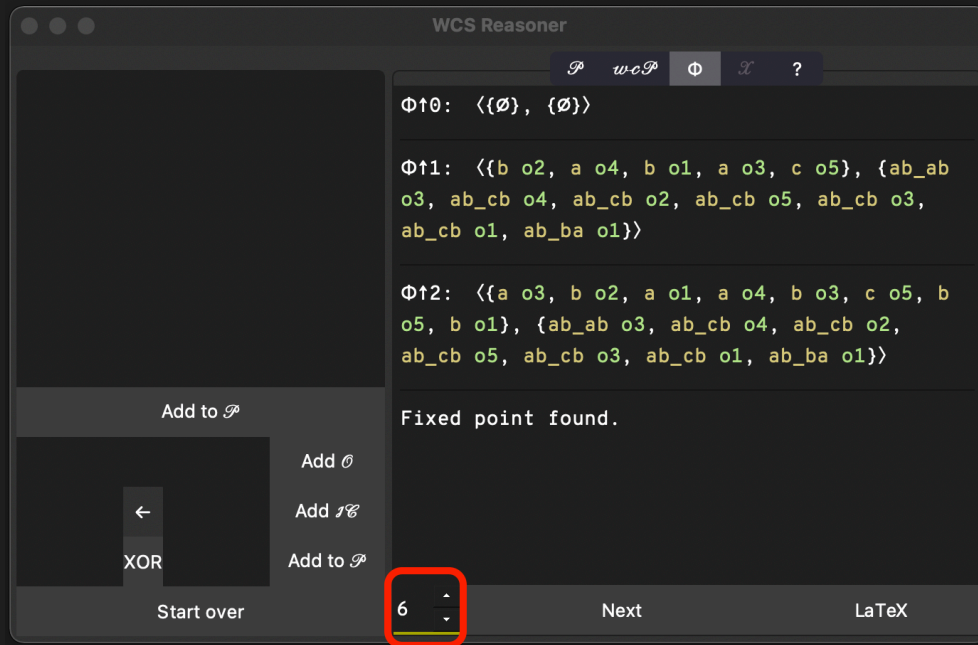 WCS Reasoner
𝒫 𝓌𝒸𝒫 Φ 𝒳 ?
Φ↑0: ⟨{Ø}, {Ø}⟩
Φ↑1: ⟨{b o2, a o4, b o1, a o3, c o5}, {ab_ab
o3, ab_cb o4, ab_cb o2, ab_cb o5, ab_cb o3,
ab_cb o1, ab_ba o1}⟩
Φ↑2: ⟨{a o3, b o2, a o1, a o4, b o3, c o5, b
o5, b o1}, {ab_ab o3, ab_cb o4, ab_cb o2,
ab_cb o5, ab_cb o3, ab_cb o1, ab_ba o1}⟩
Fixed point found.
Add to 𝒫
Add 𝒪
←
Add ℐ𝒞
XOR
Add to 𝒫
Start over
6
Next
LaTeX